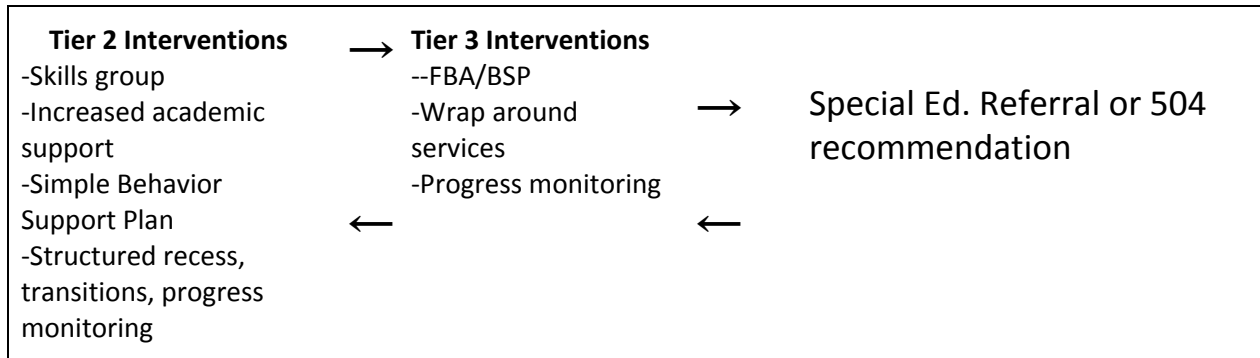 Tier 2 Interventions
-Skills group
-Increased academic
support
-Simple Behavior
Support Plan
-Structured recess,
transitions, progress
monitoring
→
←
Tier 3 Interventions
--FBA/BSP
-Wrap around
services
-Progress monitoring
→
←
Special Ed. Referral or 504
recommendation